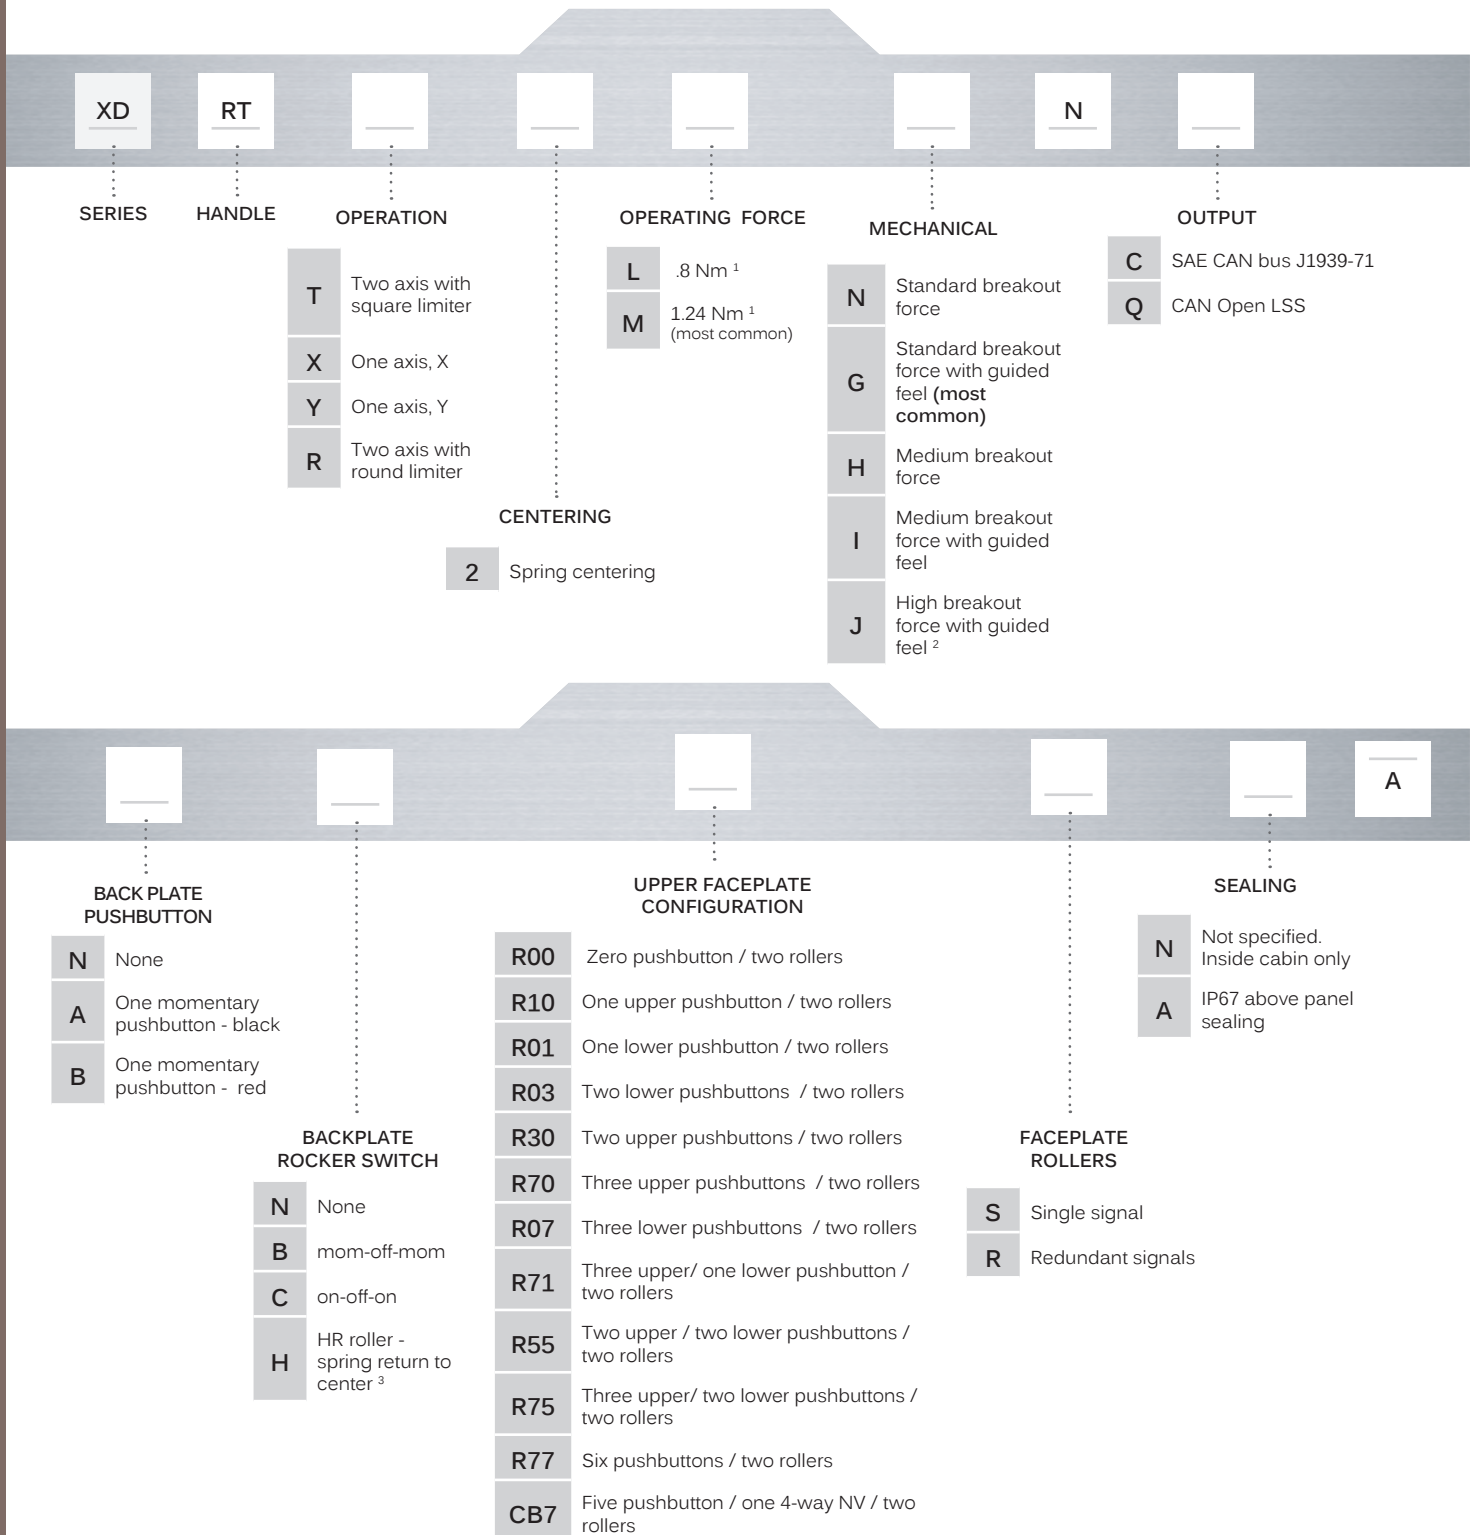 XD
RT
N
SERIES
HANDLE
OPERATION
T
Two axis with
square limiter
X
One axis, X
Y
One axis, Y
R
Two axis with
round limiter
CENTERING
2
Spring centering
OPERATING FORCE
L
.8 Nm ¹
M
1.24 Nm ¹
(most common)
MECHANICAL
N
Standard breakout
force
G
Standard breakout
force with guided
feel (most
common)
H
Medium breakout
force
I
Medium breakout
force with guided
feel
J
High breakout
force with guided
feel ²
OUTPUT
C
SAE CAN bus J1939-71
Q
CAN Open LSS
A
BACK PLATE
PUSHBUTTON
N
None
A
One momentary
pushbutton - black
B
One momentary
pushbutton - red
BACKPLATE
ROCKER SWITCH
N
None
B
mom-off-mom
C
on-off-on
H
HR roller -
spring return to
center ³
UPPER FACEPLATE
CONFIGURATION
R00
Zero pushbutton / two rollers
R10
One upper pushbutton / two rollers
R01
One lower pushbutton / two rollers
R03
Two lower pushbuttons / two rollers
R30
Two upper pushbuttons / two rollers
R70
Three upper pushbuttons / two rollers
R07
Three lower pushbuttons / two rollers
R71
Three upper/ one lower pushbutton /
two rollers
R55
Two upper / two lower pushbuttons /
two rollers
R75
Three upper/ two lower pushbuttons /
two rollers
R77
Six pushbuttons / two rollers
CB7
Five pushbutton / one 4-way NV / two
rollers
FACEPLATE
ROLLERS
S
Single signal
R
Redundant signals
SEALING
N
Not specified.
Inside cabin only
A
IP67 above panel
sealing